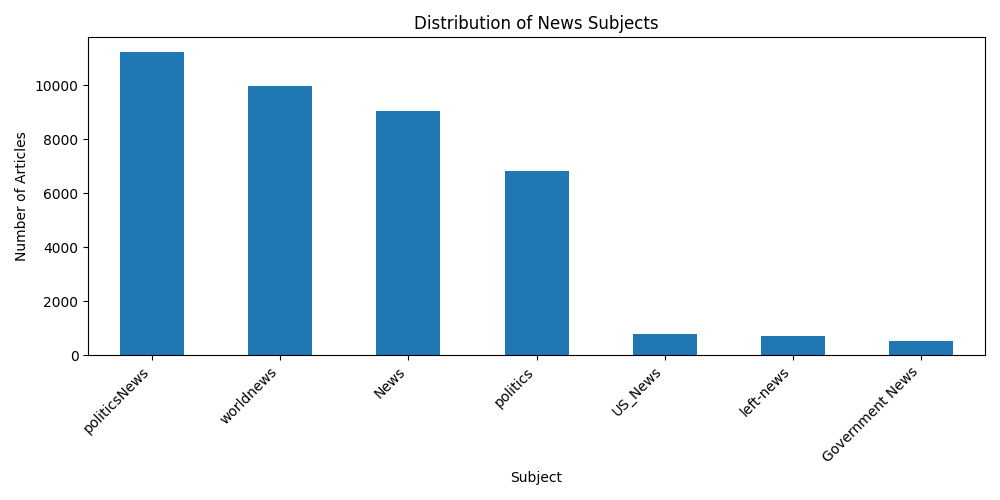 Distribution of News Subjects
Number of Articles
10000
8000
6000
4000
2000
0
politicsNews
worldnews
News
politics
US_News
left-news
Government News
Subject